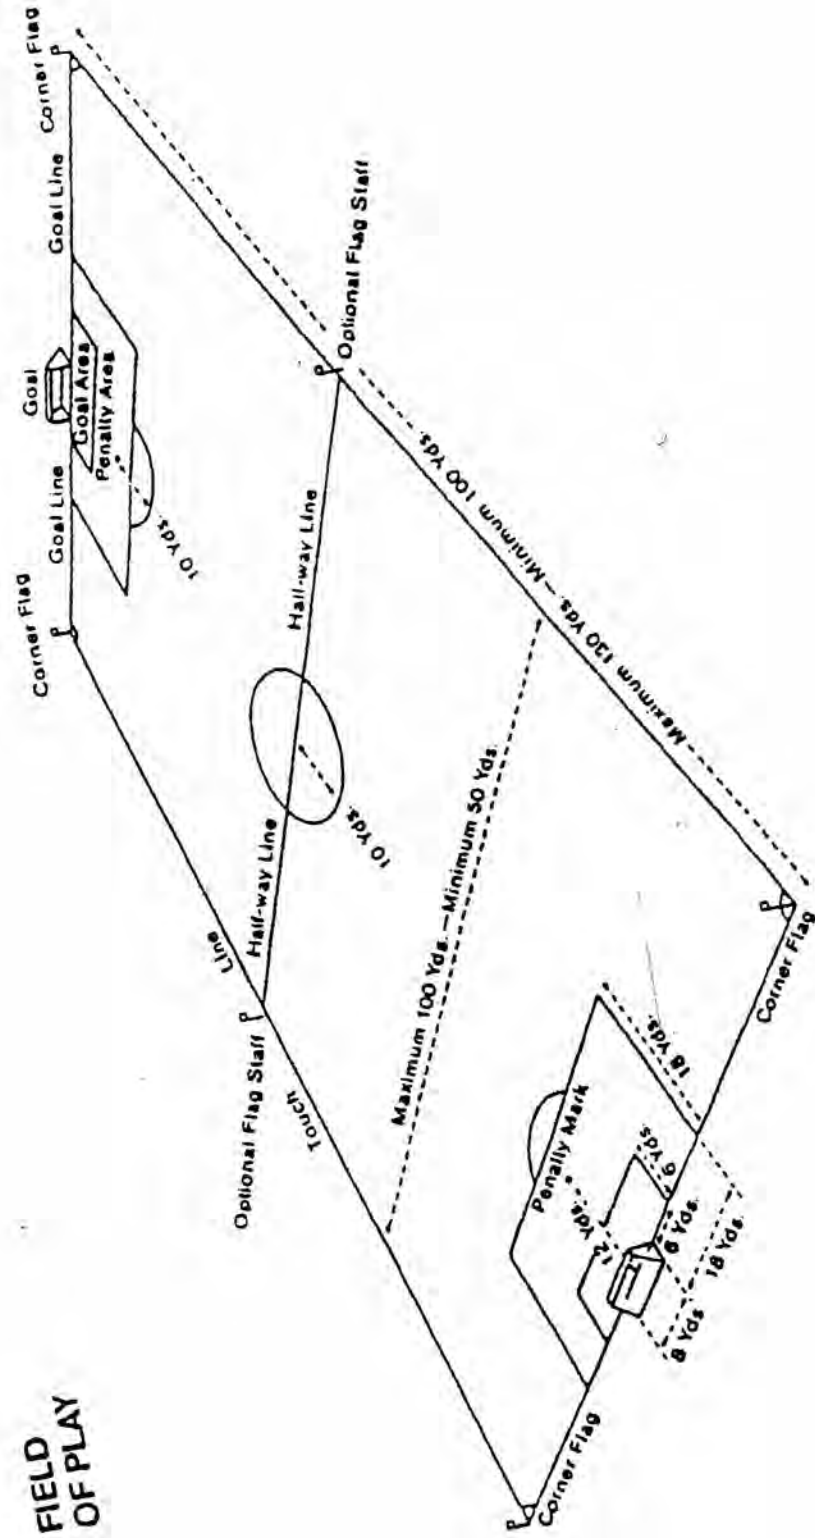 FIELD
OF PLAY
Corner Flag
Goal Line
Goal
Goal Line
Corner Flag
Goal Area
Penalty Area
10 Yds.
Optional Flag Staff
Half-way Line
Half-way Line
10 Yds.
Line
Touch
Optional Flag Staff
Maximum 100 Yds.—Minimum 50 Yds.
Maximum 130 Yds.—Minimum 100 Yds.
Penalty Mark
18 Yds.
12 Yds.
6 Yds
6 Yds.
18 Yds.
8 Yds
Corner Flag
Corner Flag